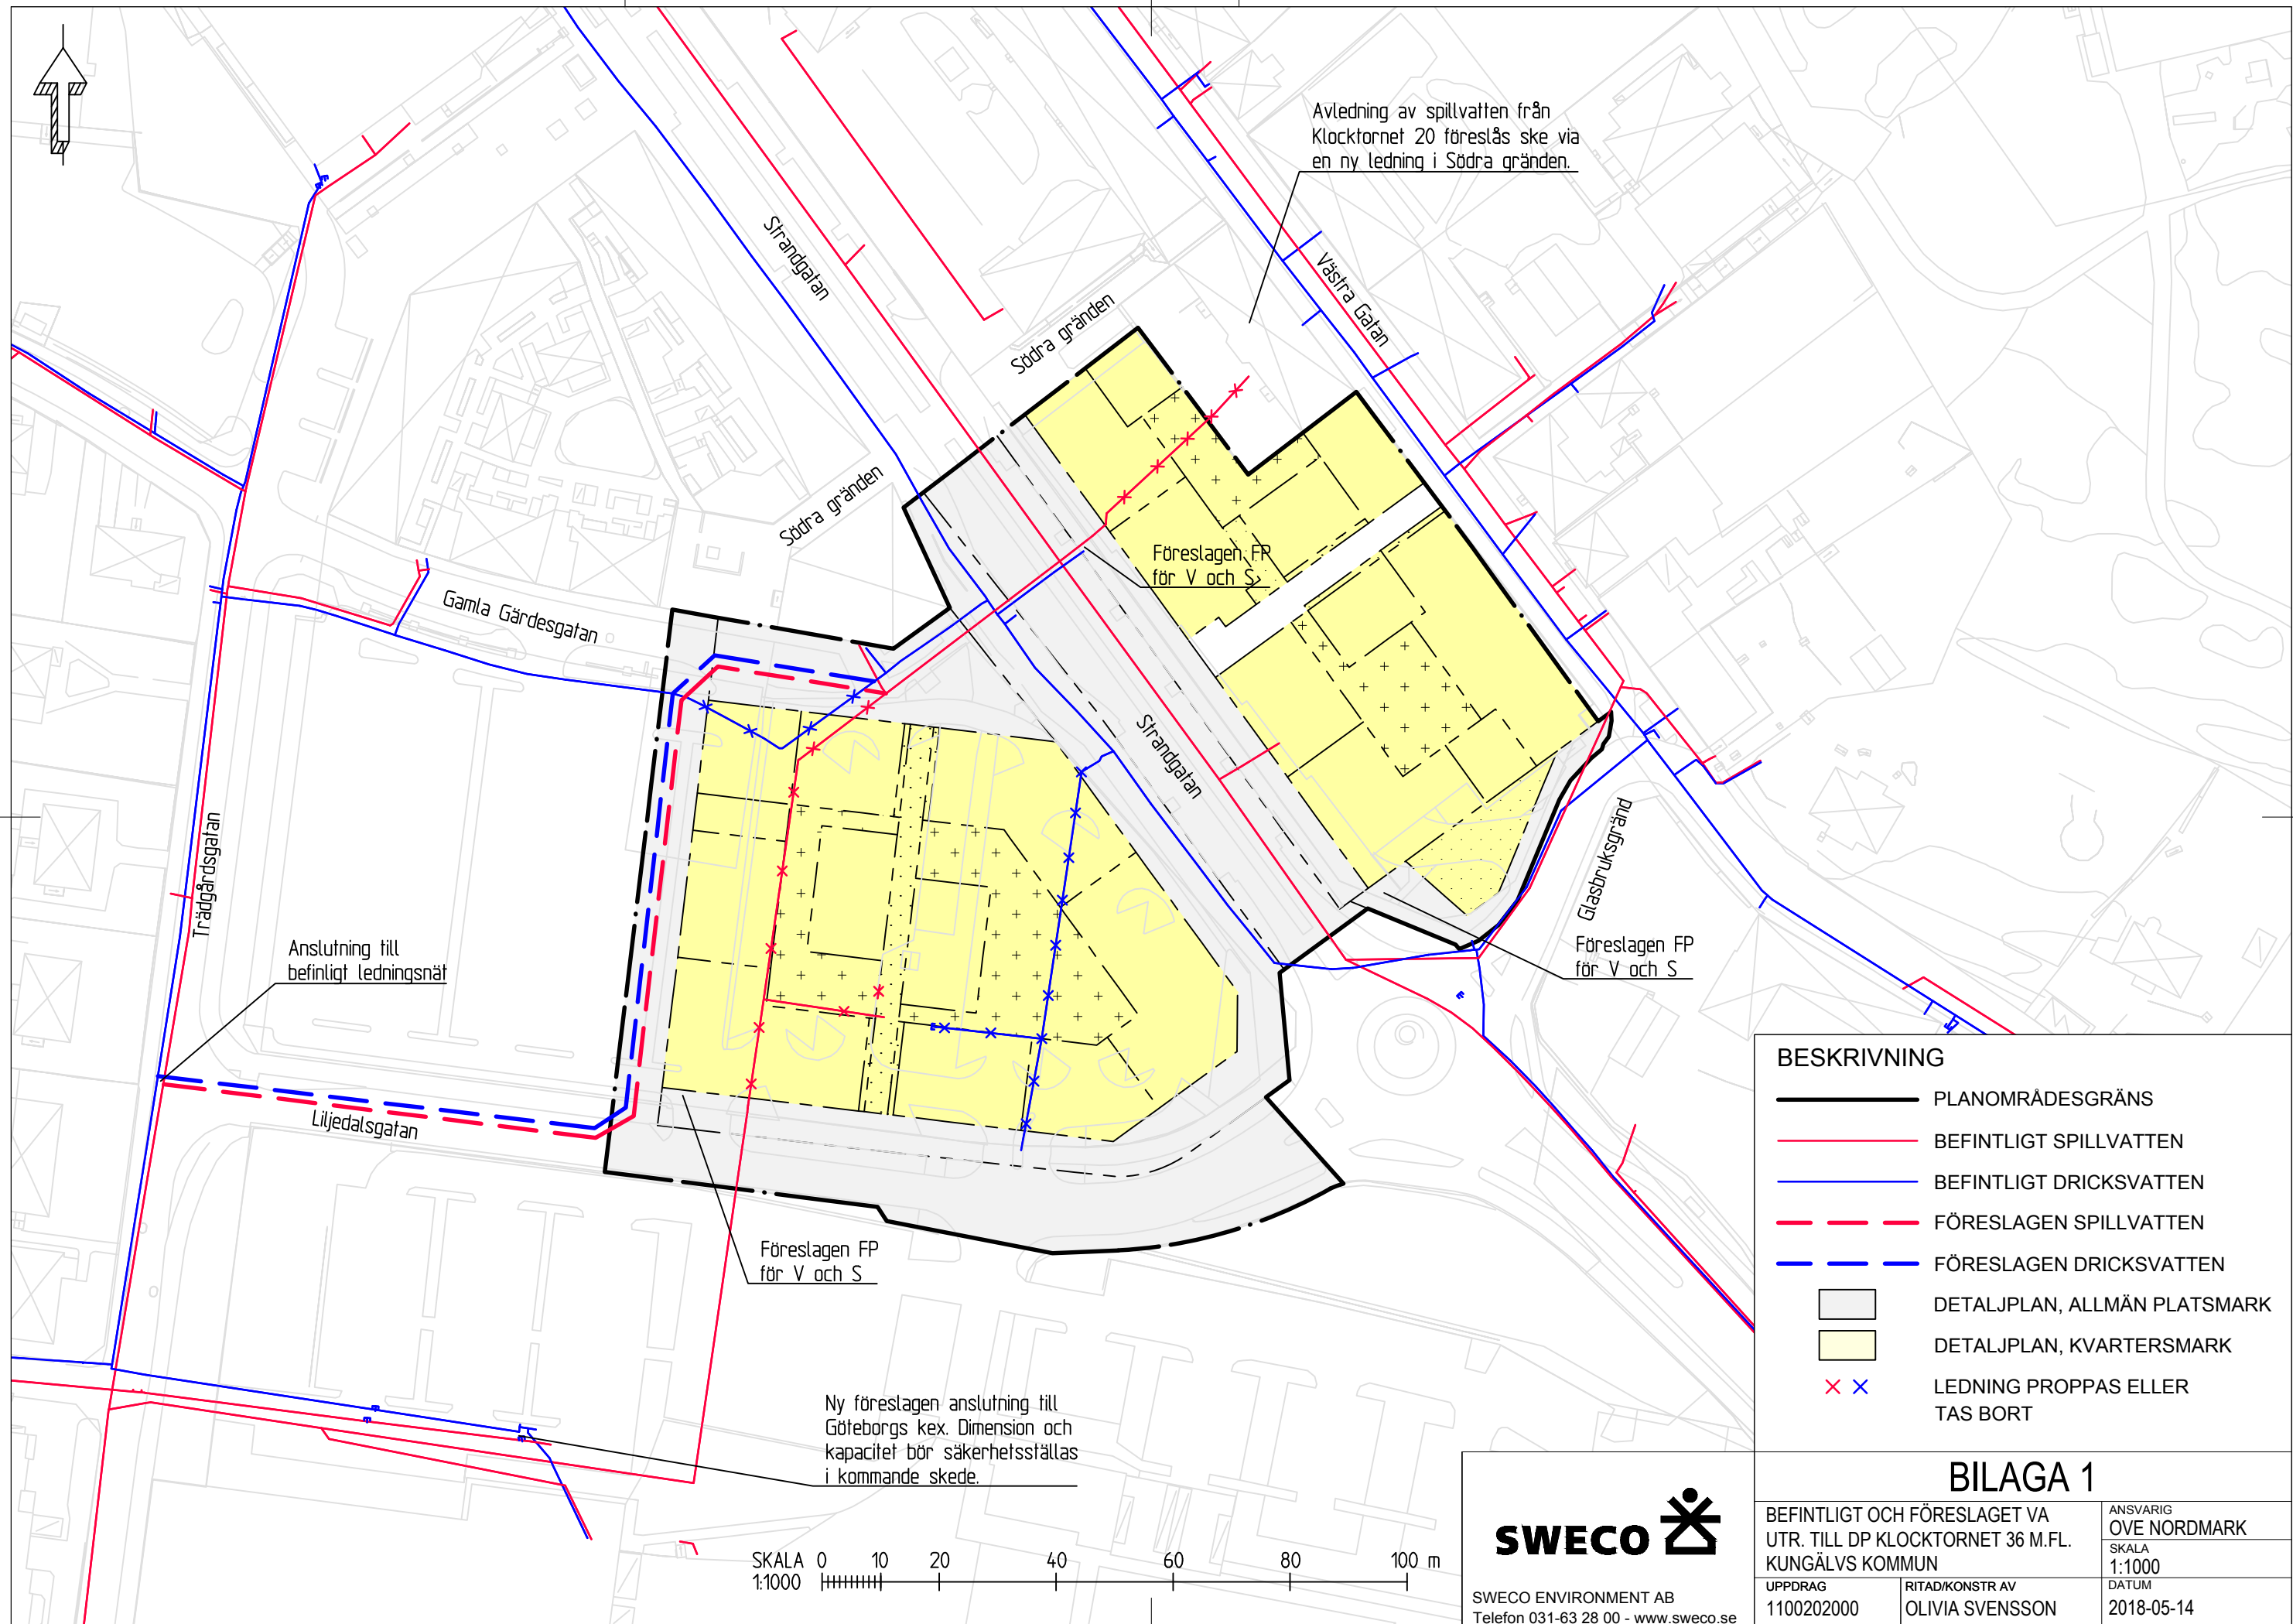 Avledning av spillvatten från
Klocktornet 20 föreslås ske via
en ny ledning i Södra gränden.
Strandgatan
Västra Gatan
Södra gränden
Södra gränden
Föreslagen FP
för V och S
Gamla Gärdesgatan
Strandgatan
Trädgårdsgatan
Glasbruksgränd
Anslutning till
befinligt ledningsnät
Föreslagen FP
för V och S
Liljedalsgatan
Föreslagen FP
för V och S
Ny föreslagen anslutning till
Göteborgs kex. Dimension och
kapacitet bör säkerhetsställas
i kommande skede.
SKALA 0 10 20 40 60 80 100 m
1:1000
BESKRIVNING
PLANOMRÅDESGRÄNS
BEFINTLIGT SPILLVATTEN
BEFINTLIGT DRICKSVATTEN
FÖRESLAGEN SPILLVATTEN
FÖRESLAGEN DRICKSVATTEN
DETALJPLAN, ALLMÄN PLATSMARK
DETALJPLAN, KVARTERSMARK
LEDNING PROPPAS ELLER
TAS BORT
SWECO
SWECO ENVIRONMENT AB
Telefon 031-63 28 00 - www.sweco.se
BILAGA 1
BEFINTLIGT OCH FÖRESLAGET VA
UTR. TILL DP KLOCKTORNET 36 M.FL.
KUNGÄLVS KOMMUN
ANSVARIG
OVE NORDMARK
SKALA
1:1000
UPPDRAG
1100202000
RITAD/KONSTR AV
OLIVIA SVENSSON
DATUM
2018-05-14